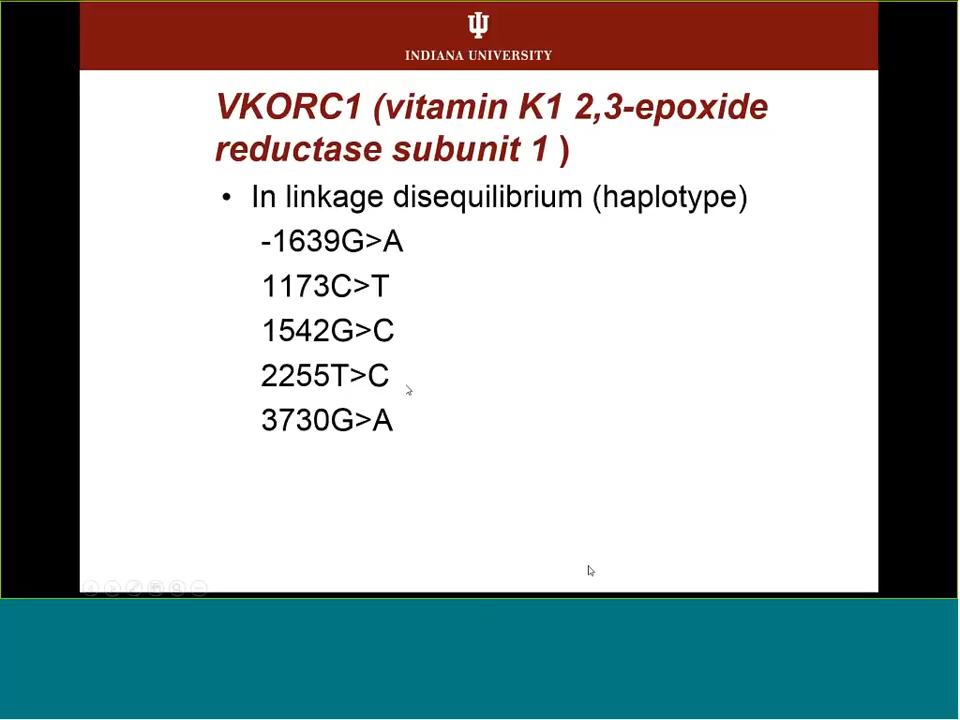 INDIANA UNIVERSITY
VKORC1 (vitamin K1 2,3-epoxide
reductase subunit 1 )
• In linkage disequilibrium (haplotype)
-1639G>A
1173C>T
1542G>C
2255T>C
3730G>A